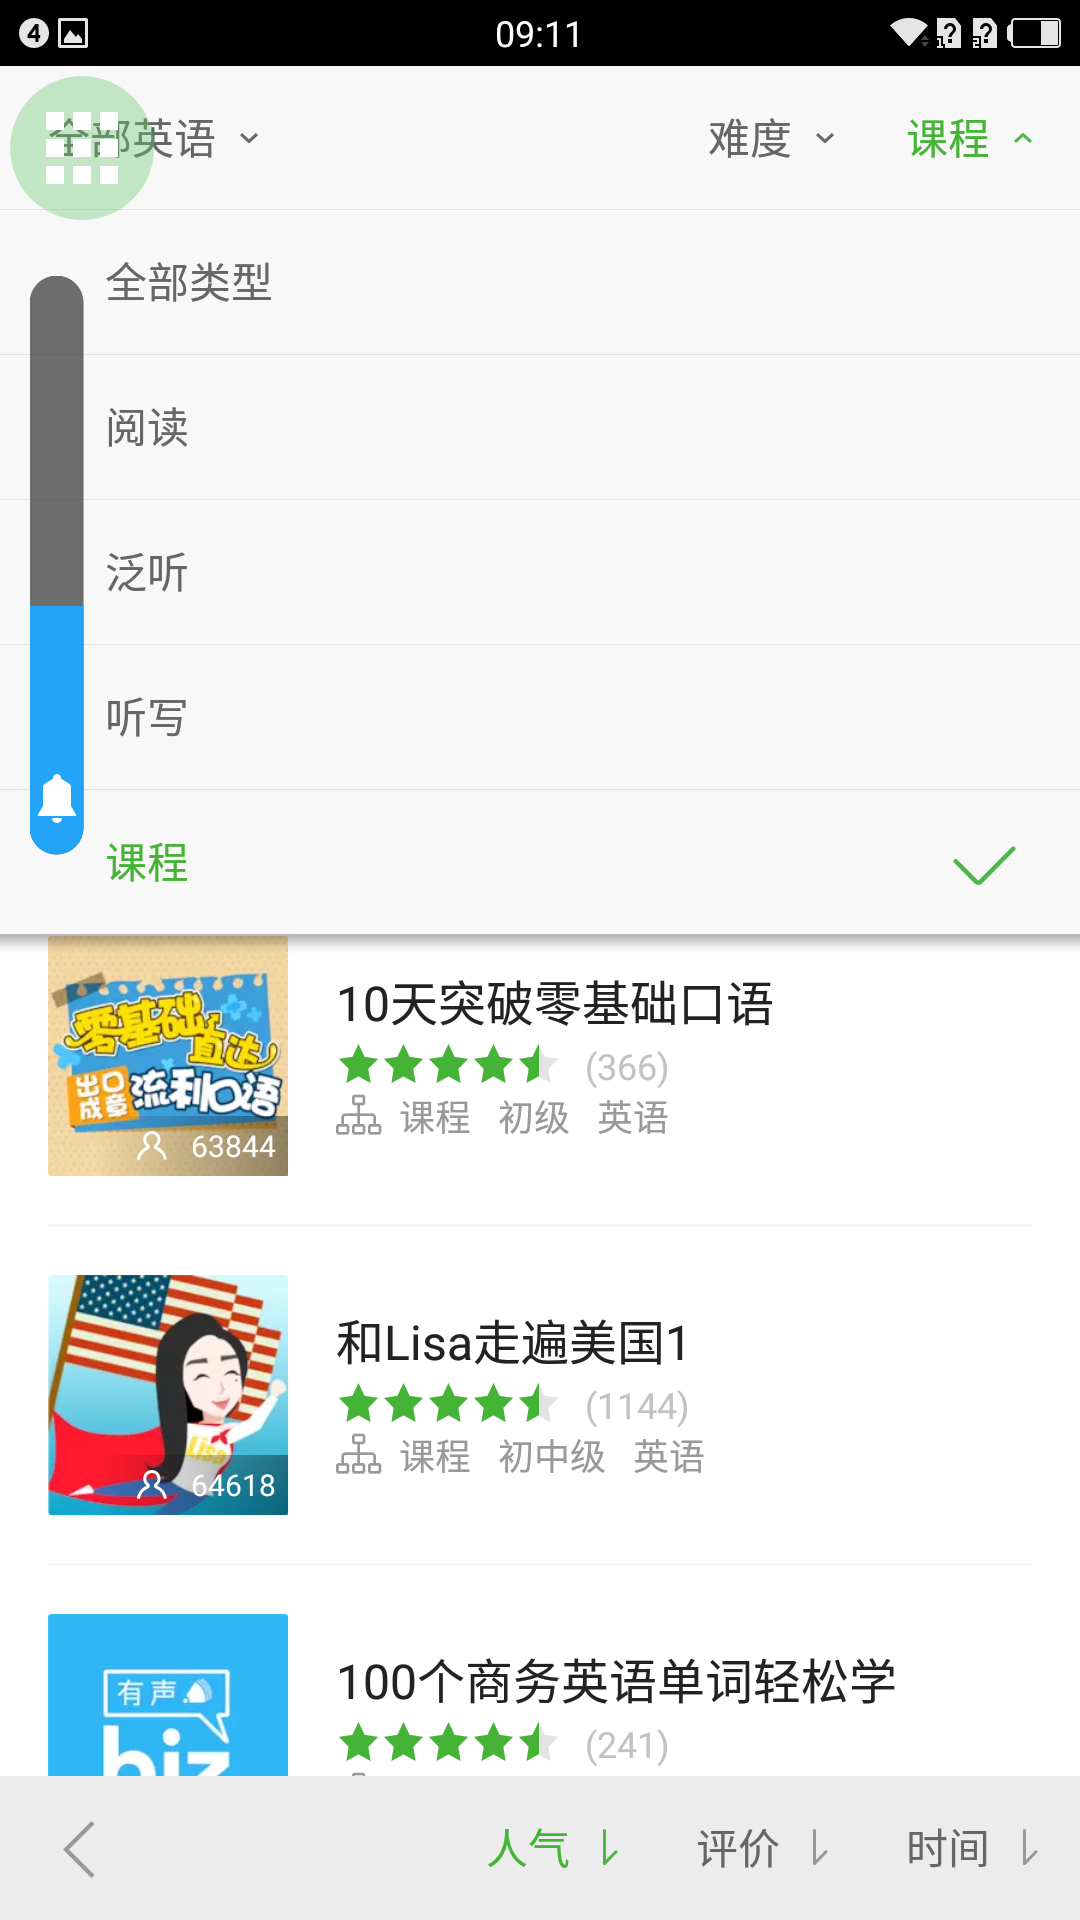 4
09:11
全部英语
难度
课程
全部类型
阅读
泛听
听写
课程
零基础
直达
出口
成章
流利口语
63844
10天突破零基础口语
(366)
课程 初级 英语
Lisa
64618
和Lisa走遍美国1
(1144)
课程 初中级 英语
有声
biz
100个商务英语单词轻松学
(241)
人气
评价
时间